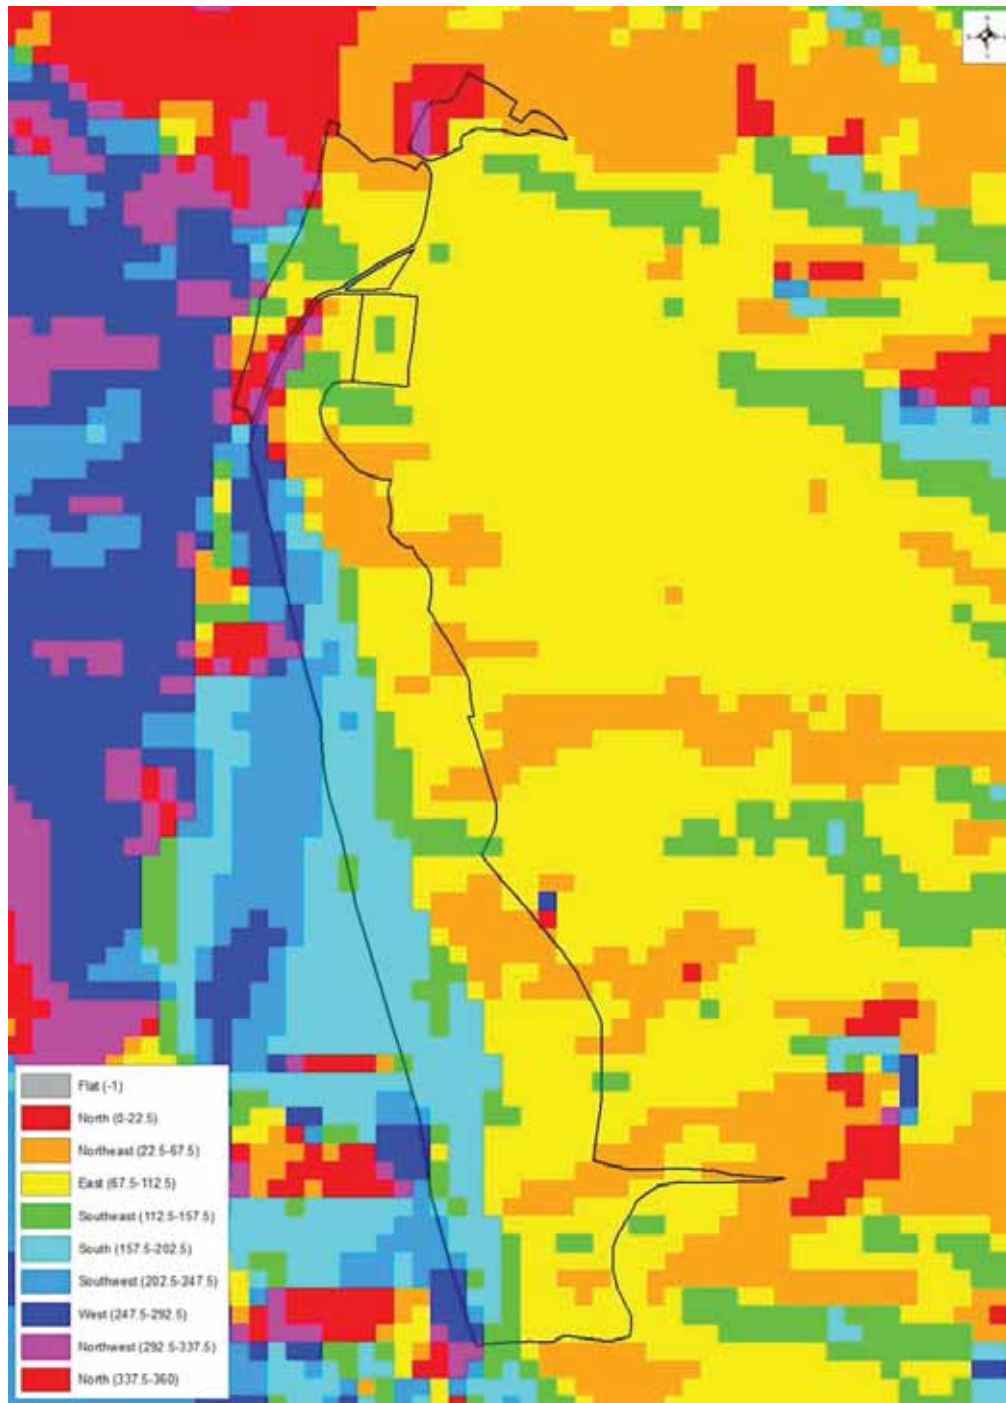 Flat (-1)
North (0-22.5)
Northeast (22.5-67.5)
East (67.5-112.5)
Southeast (112.5-157.5)
South (157.5-202.5)
Southwest (202.5-247.5)
West (247.5-292.5)
Northwest (292.5-337.5)
North (337.5-360)